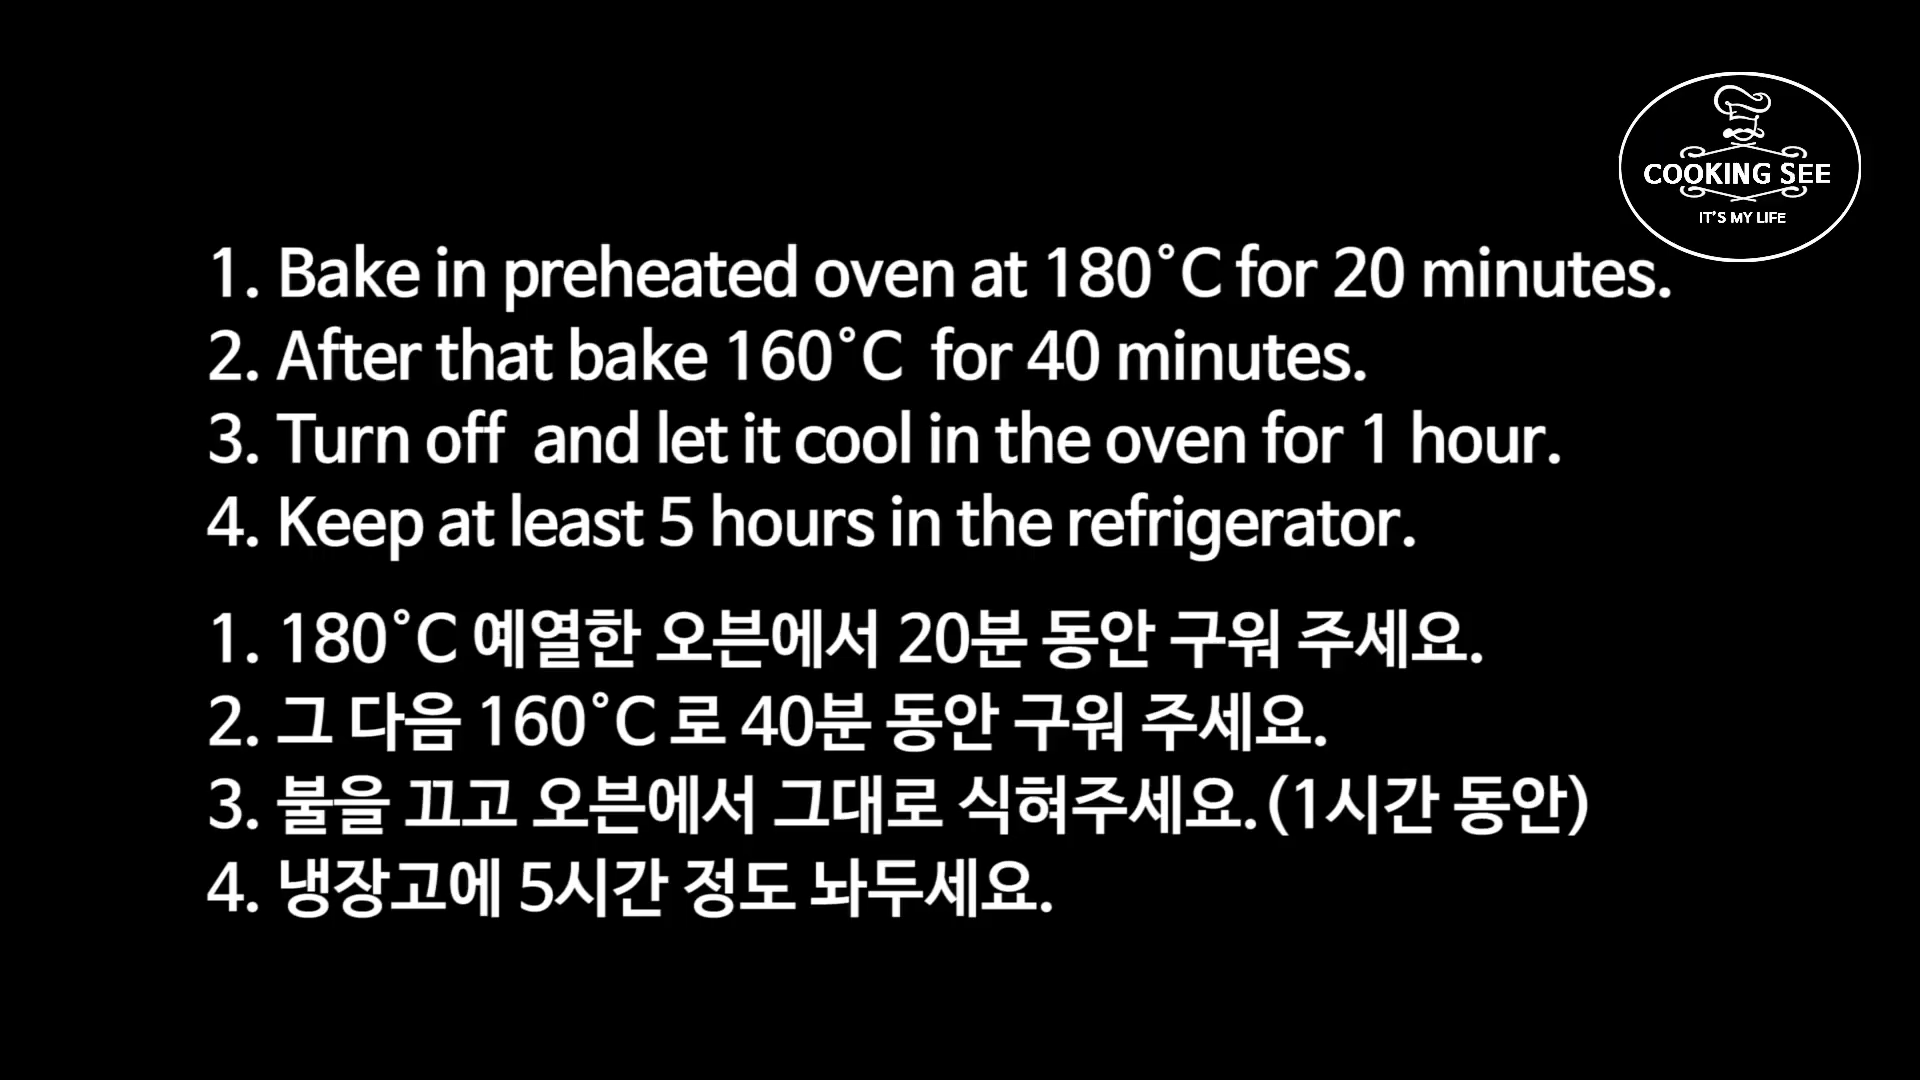 COOKING SEE
IT'S MY LIFE
1. Bake in preheated oven at 180°C for 20 minutes.
2. After that bake 160°C  for 40 minutes.
3. Turn off  and let it cool in the oven for 1 hour.
4. Keep at least 5 hours in the refrigerator.
1. 180°C 예열한 오븐에서 20분 동안 구워 주세요.
2. 그 다음 160°C 로 40분 동안 구워 주세요.
3. 불을 끄고 오븐에서 그대로 식혀주세요. (1시간 동안)
4. 냉장고에 5시간 정도 놔두세요.